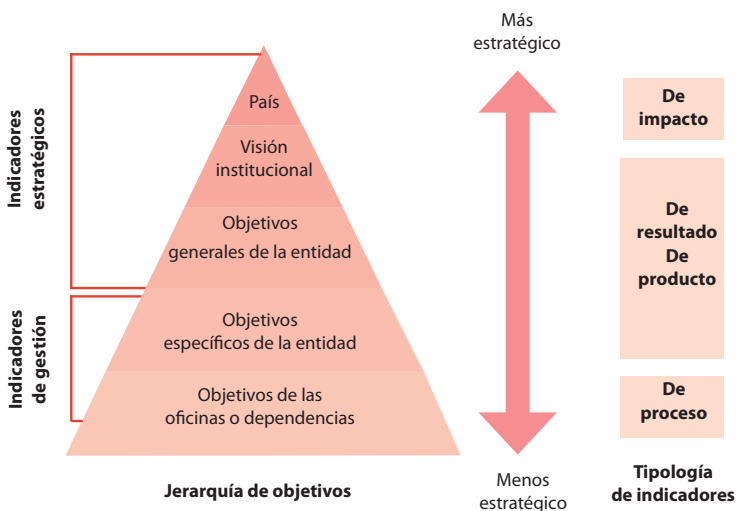 Indicadores
estratégicos
Indicadores
de gestión
País
Visión
institucional
Objetivos
generales de la entidad
Objetivos
específicos de la entidad
Objetivos de las
oficinas o dependencias
Jerarquía de objetivos
Más
estratégico
Menos
estratégico
De
impacto
De
resultado
De
producto
De
proceso
Tipología
de indicadores